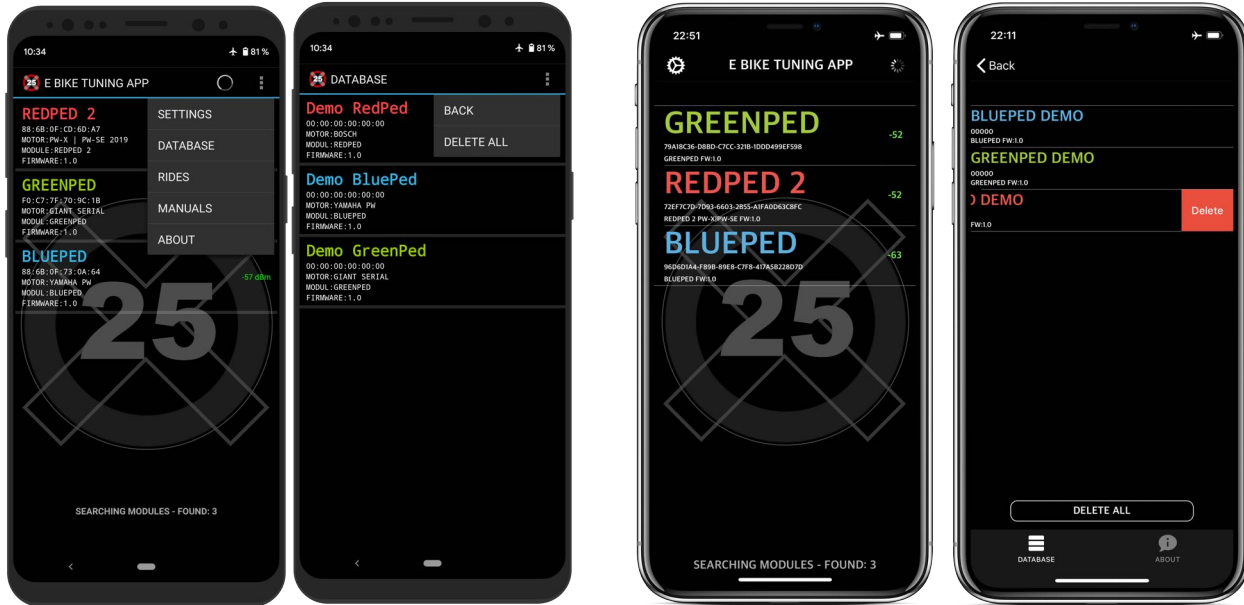 10:34
81 %
25 E BIKE TUNING APP
REDPED 2
88:6B:0F:CD:6D:A7
MOTOR:PW-X | PW-SE 2019
MODULE:REDPED 2
FIRMWARE:1.0
GREENPED
F0:C7:7F:70:9C:1B
MOTOR:GIANT SERIAL
MODUL:GREENPED
FIRMWARE:1.0
BLUEPED
88:6B:0F:73:0A:64
MOTOR:YAMAHA PW
MODUL:BLUEPED
FIRMWARE:1.0
-57 dBm
SETTINGS
DATABASE
RIDES
MANUALS
ABOUT
25
SEARCHING MODULES - FOUND: 3
10:34
81 %
25 DATABASE
Demo RedPed
00:00:00:00:00:00
MOTOR:BOSCH
MODUL:REDPED
FIRMWARE:1.0
BACK
DELETE ALL
Demo BluePed
00:00:00:00:00:00
MOTOR:YAMAHA PW
MODUL:BLUEPED
FIRMWARE:1.0
Demo GreenPed
00:00:00:00:00:00
MOTOR:GIANT SERIAL
MODUL:GREENPED
FIRMWARE:1.0
22:51
E BIKE TUNING APP
GREENPED
-52
79A18C36-D8BD-C7CC-321B-1DDD499EF598
GREENPED FW:1.0
REDPED 2
-52
72EF7C7D-7D93-6603-2B55-A1FA0D63C8FC
REDPED 2 PW-X|PW-SE FW:1.0
BLUEPED
-63
96D6D1A4-F89B-89E8-C7F8-417A5B228D7D
BLUEPED FW:1.0
25
SEARCHING MODULES - FOUND: 3
22:11
Back
BLUEPED DEMO
00000
BLUEPED FW:1.0
GREENPED DEMO
00000
GREENPED FW:1.0
D DEMO
FW:1.0
Delete
DELETE ALL
DATABASE
ABOUT